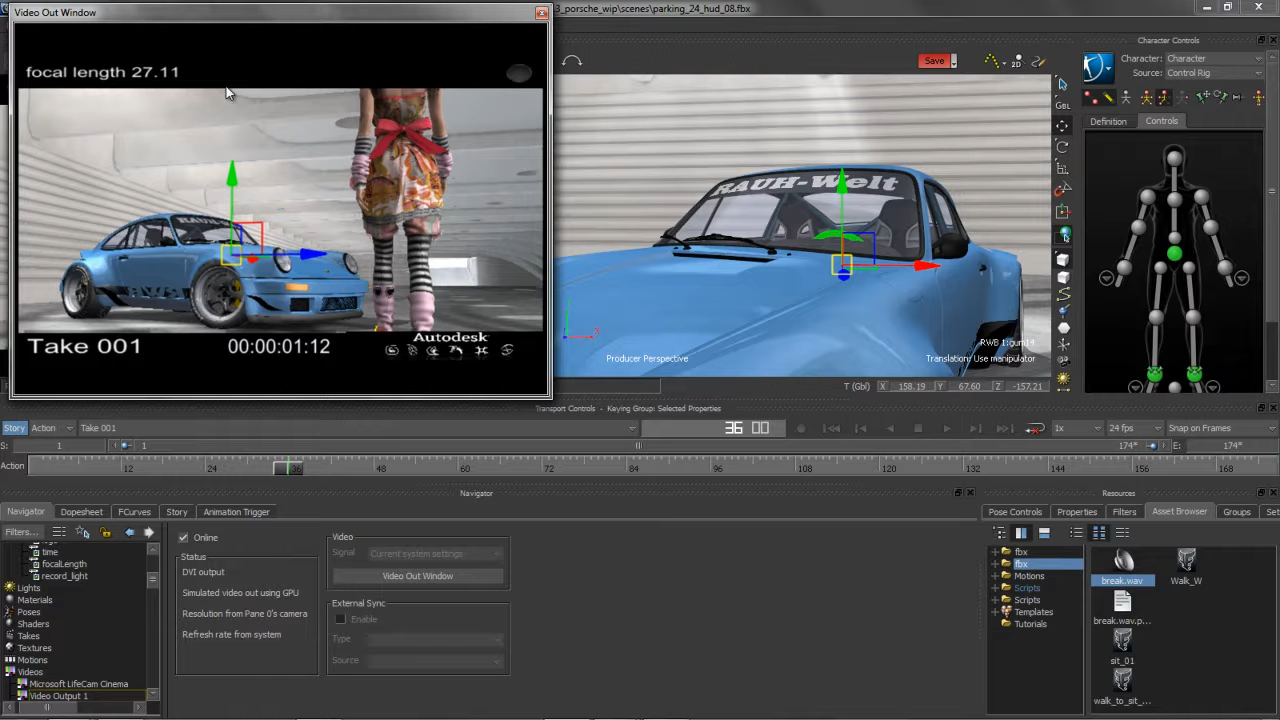 Video Out Window
3_porsche_wip\scenes\parking_24_hud_08.fbx
focal length 27.11
RAUH-
Take 001
00:00:01:12
Autodesk
Save
2D
RAUH-Welt
X
Producer Perspective
RWB 1:gum14
Translation: Use manipulator
T (Gbl) X 158.19 Y 67.60 Z -157.21
GBL
Character Controls
Character: Character
Source: Control Rig
Definition
Controls
Transport Controls - Keying Group: Selected Properties
Story
Action
Take 001
36 00
1x
24 fps
Snap on Frames
S: 1
1
174*
E: 174*
Action
12 24 36 48 60 72 84 96 108 120 132 144 156 168
Navigator
Navigator
Dopesheet
FCurves
Story
Animation Trigger
Filters...
time
focalLength
record_light
Lights
Materials
Poses
Shaders
Takes
Textures
Motions
Videos
Microsoft LifeCam Cinema
Video Output 1
Online
Status
DVI output
Simulated video out using GPU
Resolution from Pane 0's camera
Refresh rate from system
Video
Signal Current system settings
Video Out Window
External Sync
Enable
Type
Source
Resources
Pose Controls
Properties
Filters
Asset Browser
Groups
Set
fbx
fbx
Motions
Scripts
Scripts
Templates
Tutorials
break.wav
Walk_W
break.wav.p...
sit_01
walk_to_sit_...